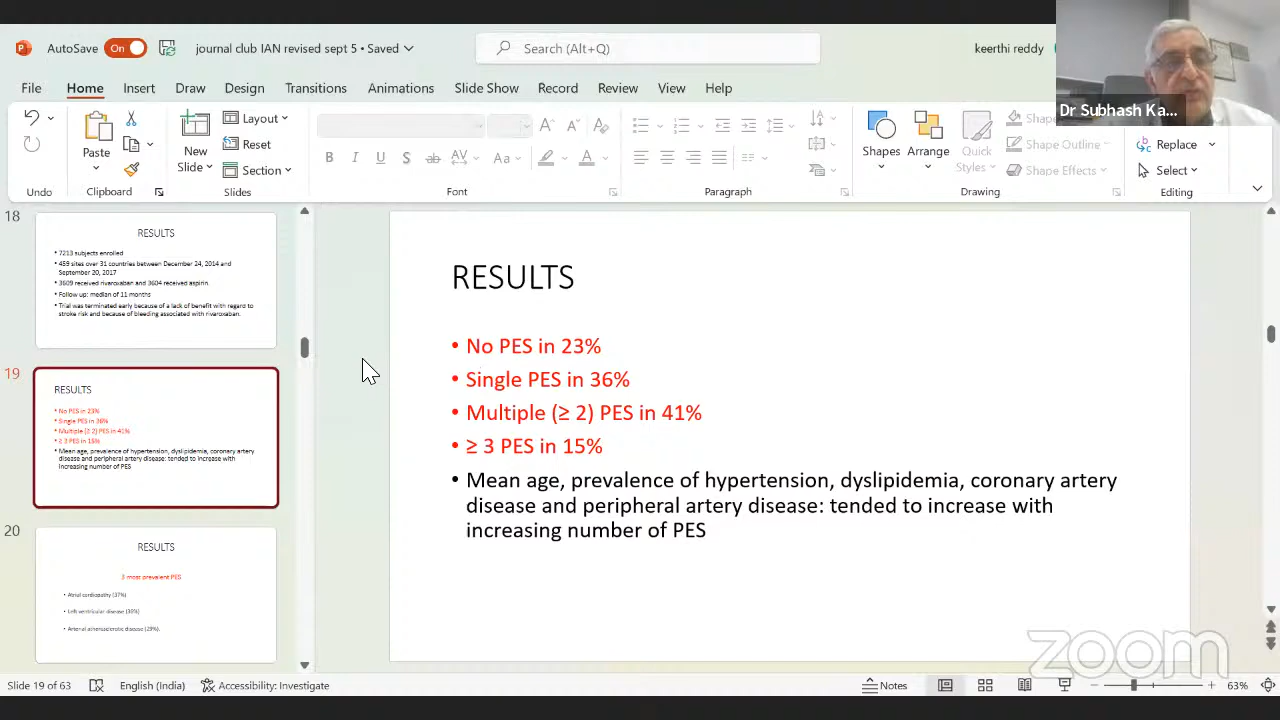 AutoSave On journal club IAN revised sept 5 • Saved Search (Alt+Q) keerthi reddy
Dr Subhash Ka...
File Home Insert Draw Design Transitions Animations Slide Show Record Review View Help
Undo
Paste
Clipboard
New Slide
Layout
Reset
Section
Slides
Font
Paragraph
Shapes
Arrange
Quick Styles
Shape Outline
Shape Effects
Drawing
Replace
Select
Editing
18
RESULTS
• 7213 subjects enrolled
• 459 sites over 31 countries between December 24, 2014 and
September 20, 2017
• 3609 received rivaroxaban and 3604 received aspirin.
• Follow up: median of 11 months
• Trial was terminated early because of a lack of benefit with regard to
stroke risk and because of bleeding associated with rivaroxaban.
19
RESULTS
• No PES in 23%
• Single PES in 36%
• Multiple (≥ 2) PES in 41%
• ≥ 3 PES in 15%
• Mean age, prevalence of hypertension, dyslipidemia, coronary artery
disease and peripheral artery disease: tended to increase with
increasing number of PES
20
RESULTS
3 most prevalent PES
• Atrial cardiopathy (37%)
• Left ventricular disease (36%)
• Arterial atherosclerotic disease (29%).
RESULTS
• No PES in 23%
• Single PES in 36%
• Multiple (≥ 2) PES in 41%
• ≥ 3 PES in 15%
• Mean age, prevalence of hypertension, dyslipidemia, coronary artery
disease and peripheral artery disease: tended to increase with
increasing number of PES
zoom
Slide 19 of 63 English (India) Accessibility: Investigate Notes 63%